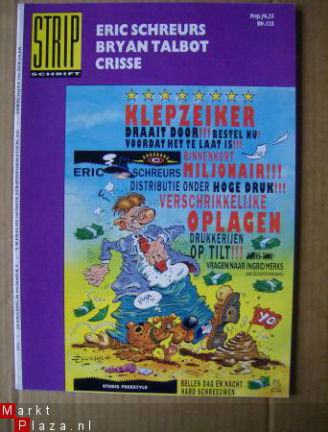 STRIP
SCHRIFT
ERIC SCHREURS
BRYAN TALBOT
CRISSE
KLEPZEIKER
DRAAIT DOOR!!! BESTEL NU!
VOORDAT HET TE LAAT IS!!!
BINNENKORT
MILJONAIR!!!
ERIC SCHREURS
DISTRIBUTIE ONDER HOGE DRUK!!!
VERSCHRIKKELIJKE
OPLAGEN
DRUKKERIJEN
OP TILT!!!
VRAGEN NAAR INGRID MERKS
YO
STUDIO FREESTYLE
BELLEN DAG EN NACHT
HARD SCHREEUWEN
Markt
Plaza.nl